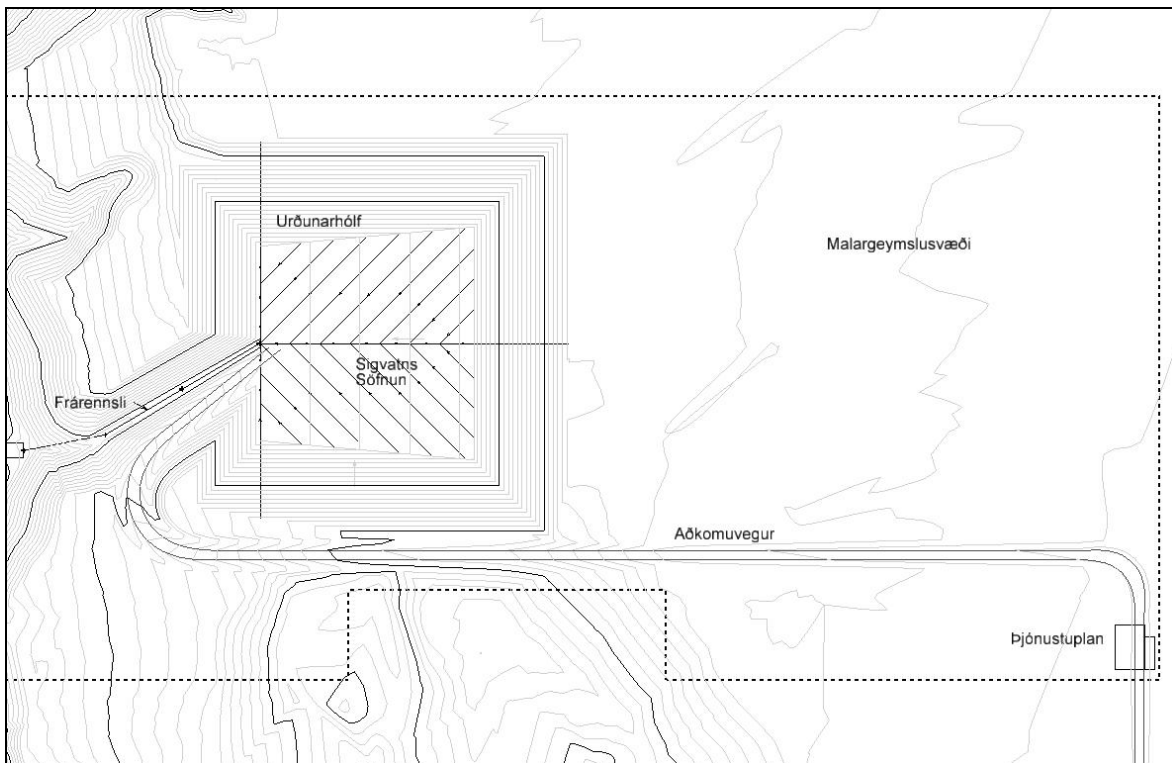 Urðunarhólf
Malargeymslusvæði
Sigvatns
Söfnun
Frárennsli
Aðkomuvegur
Þjónustuplan